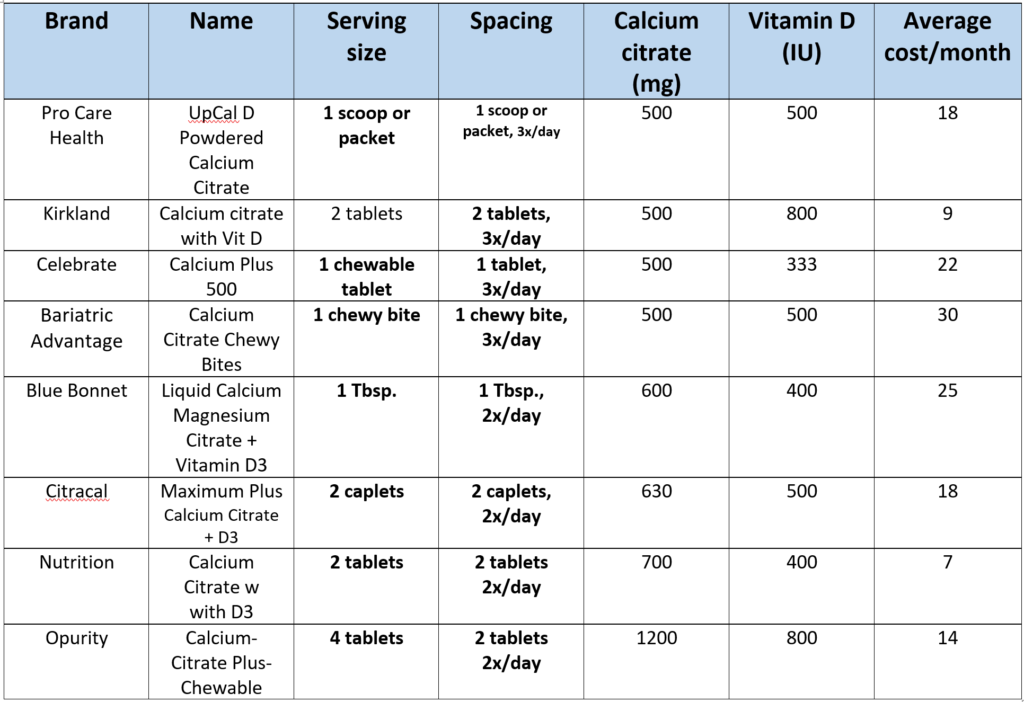 Brand Name Serving size Spacing Calcium citrate (mg) Vitamin D (IU) Average cost/month
Pro Care Health UpCal D Powdered Calcium Citrate 1 scoop or packet 1 scoop or packet, 3x/day 500 500 18
Kirkland Calcium citrate with Vit D 2 tablets 2 tablets, 3x/day 500 800 9
Celebrate Calcium Plus 500 1 chewable tablet 1 tablet, 3x/day 500 333 22
Bariatric Advantage Calcium Citrate Chewy Bites 1 chewy bite 1 chewy bite, 3x/day 500 500 30
Blue Bonnet Liquid Calcium Magnesium Citrate + Vitamin D3 1 Tbsp. 1 Tbsp., 2x/day 600 400 25
Citracal Maximum Plus Calcium Citrate + D3 2 caplets 2 caplets, 2x/day 630 500 18
Nutrition Calcium Citrate w with D3 2 tablets 2 tablets 2x/day 700 400 7
Opurity Calcium-Citrate Plus-Chewable 4 tablets 2 tablets 2x/day 1200 800 14